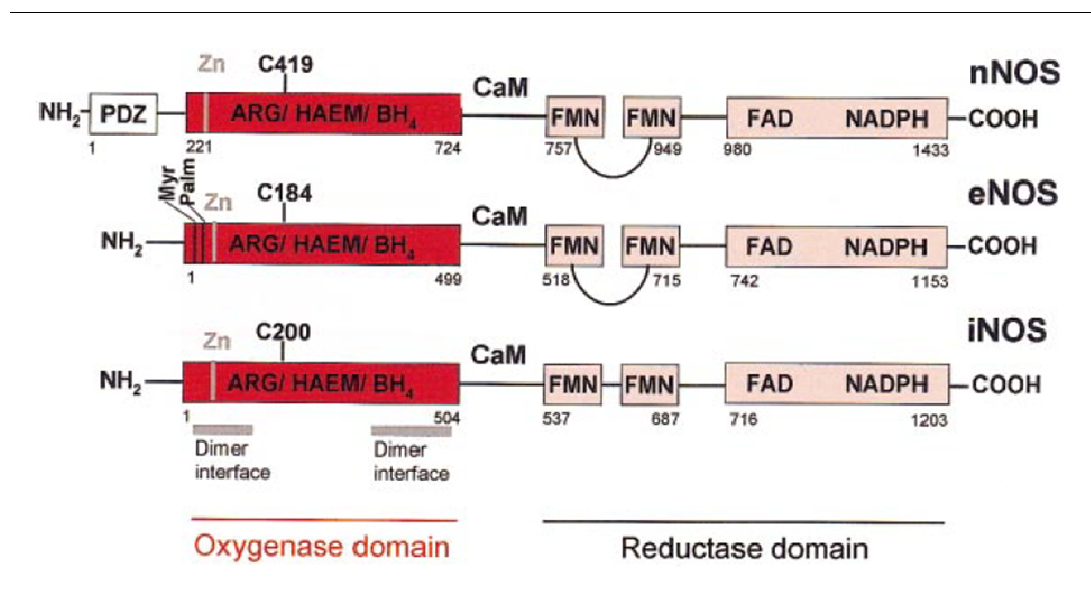 nNOS
Zn C419 CaM
NH2 PDZ ARG/ HAEM/ BH4 FMN FMN FAD NADPH COOH
1 221 724 757 949 980 1433
eNOS
Myr Palm Zn C184 CaM
NH2 ARG/ HAEM/ BH4 FMN FMN FAD NADPH COOH
1 499 518 715 742 1153
iNOS
Zn C200 CaM
NH2 ARG/ HAEM/ BH4 FMN FMN FAD NADPH COOH
1 504 537 687 716 1203
Dimer interface
Dimer interface
Oxygenase domain
Reductase domain